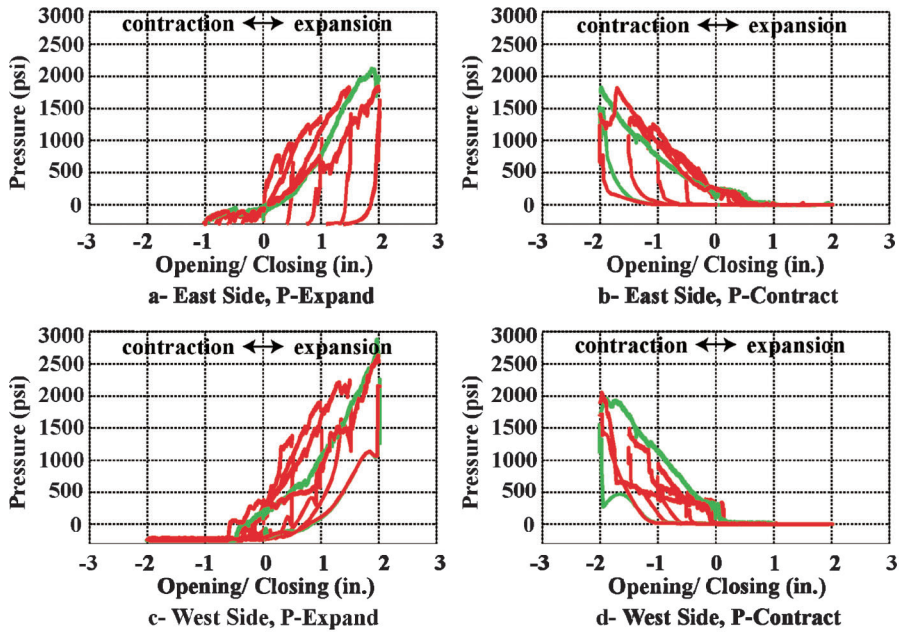 contraction ↔ expansion
Pressure (psi)
3000
2500
2000
1500
1000
500
0
-3 -2 -1 0 1 2 3
Opening/ Closing (in.)
a- East Side, P-Expand
contraction ↔ expansion
Pressure (psi)
3000
2500
2000
1500
1000
500
0
-3 -2 -1 0 1 2 3
Opening/ Closing (in.)
b- East Side, P-Contract
contraction ↔ expansion
Pressure (psi)
3000
2500
2000
1500
1000
500
0
-3 -2 -1 0 1 2 3
Opening/ Closing (in.)
c- West Side, P-Expand
contraction ↔ expansion
Pressure (psi)
3000
2500
2000
1500
1000
500
0
-3 -2 -1 0 1 2 3
Opening/ Closing (in.)
d- West Side, P-Contract